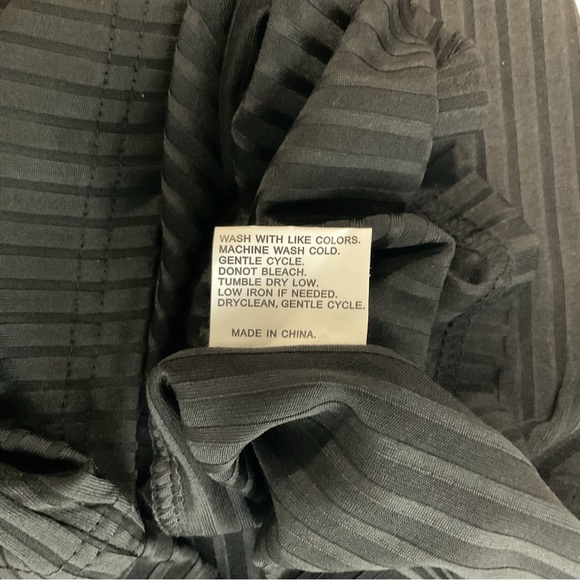 WASH WITH LIKE COLORS.
MACHINE WASH COLD.
GENTLE CYCLE.
DONOT BLEACH.
TUMBLE DRY LOW.
LOW IRON IF NEEDED.
DRYCLEAN, GENTLE CYCLE.
MADE IN CHINA.